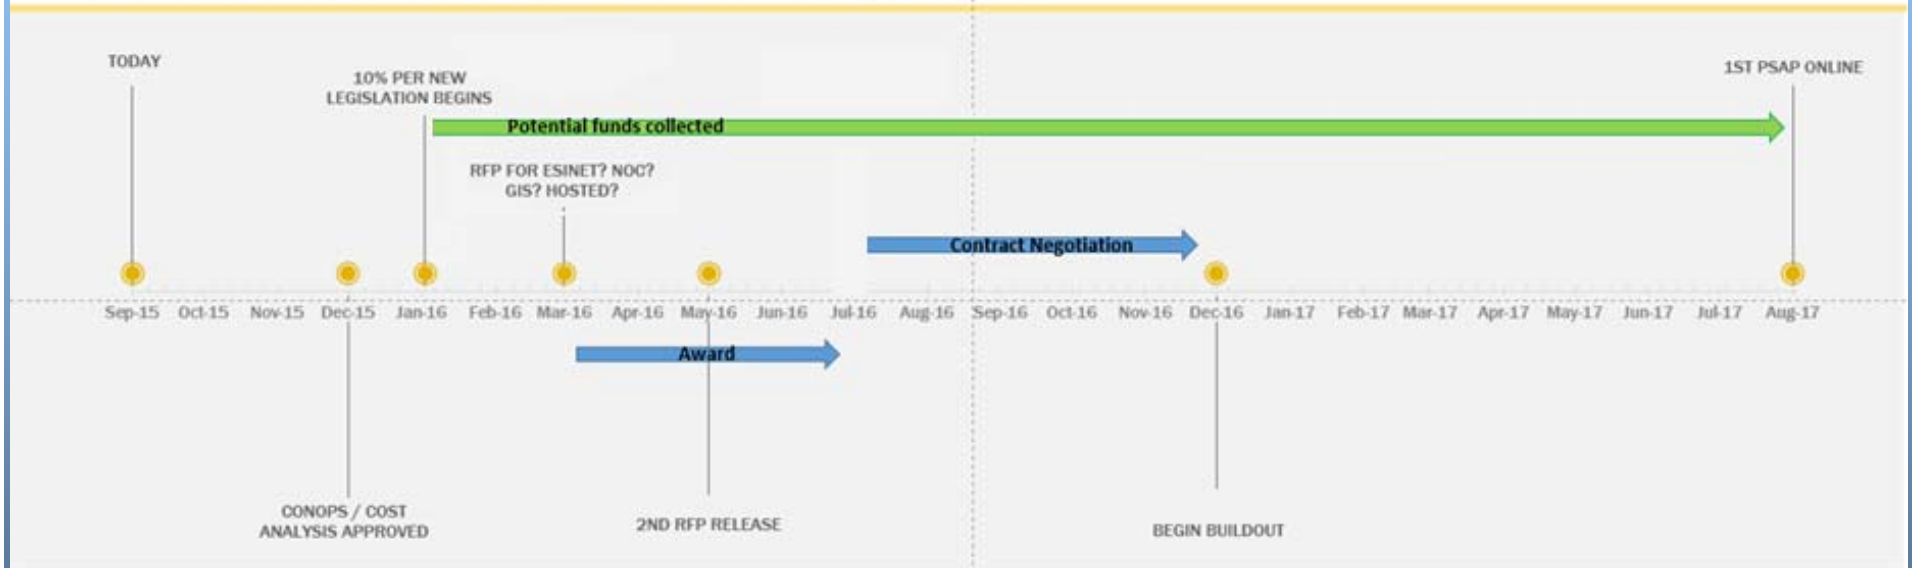 TODAY
10% PER NEW
LEGISLATION BEGINS
1ST PSAP ONLINE
Potential funds collected
RFP FOR ESINET? NOC?
GIS? HOSTED?
Contract Negotiation
Sep-15 Oct-15 Nov-15 Dec-15 Jan-16 Feb-16 Mar-16 Apr-16 May-16 Jun-16 Jul-16 Aug-16 Sep-16 Oct-16 Nov-16 Dec-16 Jan-17 Feb-17 Mar-17 Apr-17 May-17 Jun-17 Jul-17 Aug-17
Award
CONOPS / COST
ANALYSIS APPROVED
2ND RFP RELEASE
BEGIN BUILDOUT